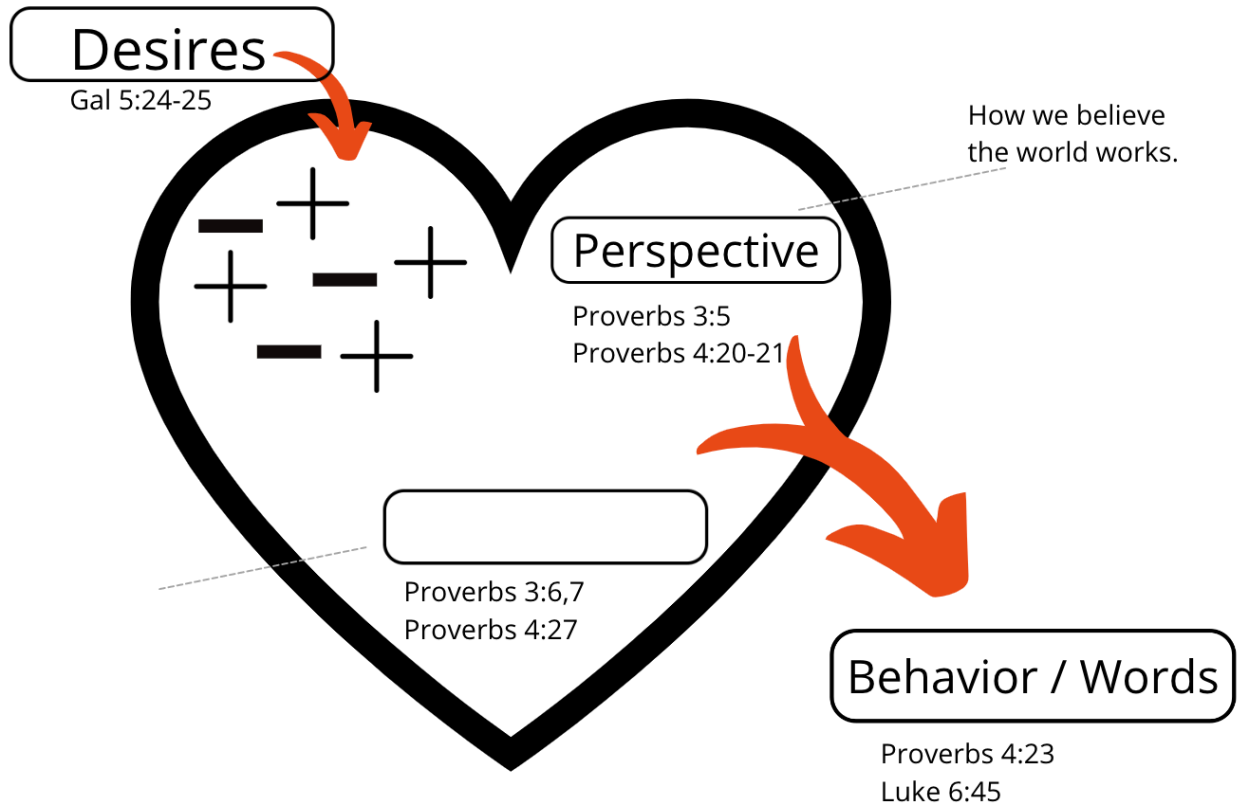 Desires
Gal 5:24-25
How we believe
the world works.
Perspective
Proverbs 3:5
Proverbs 4:20-21
Proverbs 3:6,7
Proverbs 4:27
Behavior / Words
Proverbs 4:23
Luke 6:45